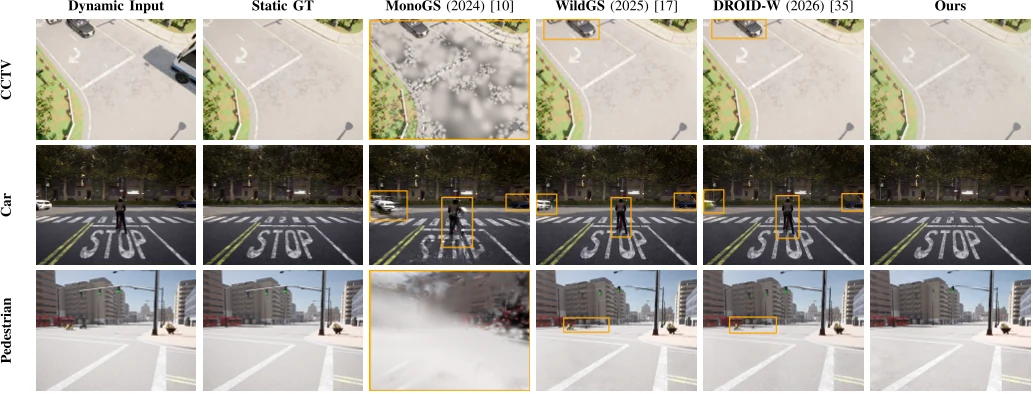 Dynamic Input Static GT MonoGS (2024) [10] WildGS (2025) [17] DROID-W (2026) [35] Ours
CCTV
Car
STOP STOP STOP STOP STOP STOP
Pedestrian